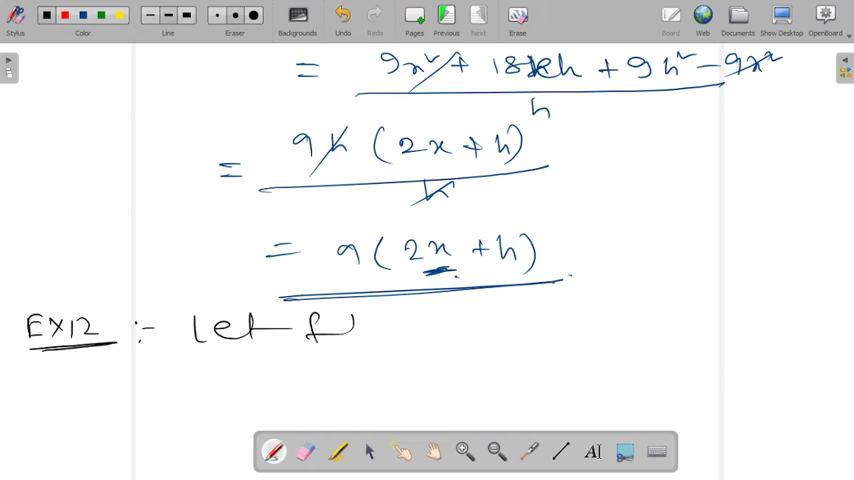 Stylus Color Line Eraser Backgrounds Undo Redo Pages Previous Next Erase Board Web Documents Show Desktop OpenBoard
= 9x² + 18xh + 9h² - 9x²
h
= 9h (2x + h)
h
= 9(2x + h)
EX12 :- Let f